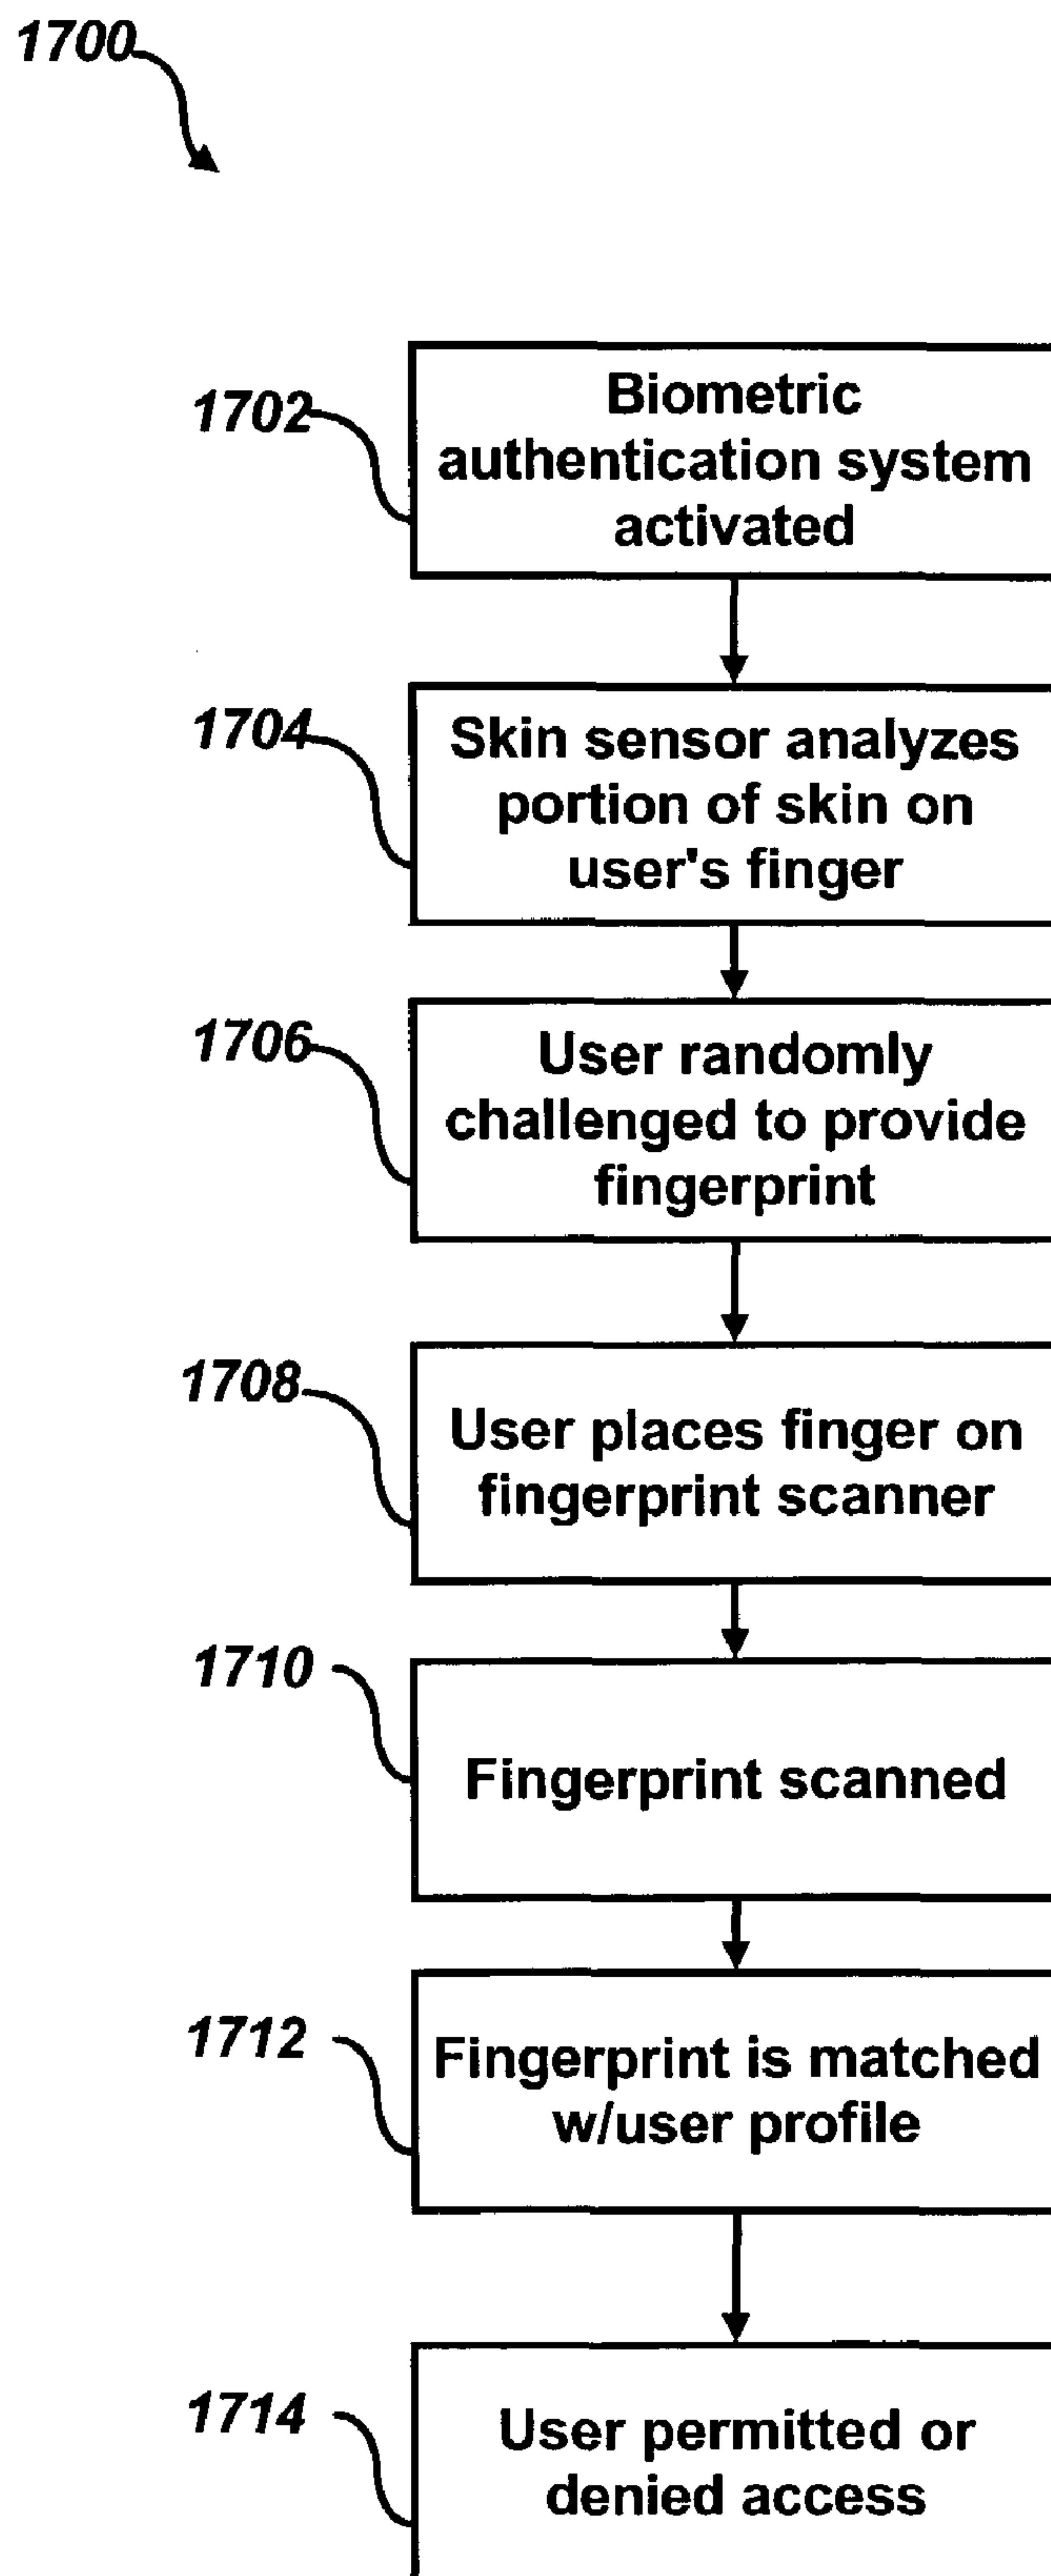 1700
1702
Biometric
authentication system
activated
1704
Skin sensor analyzes
portion of skin on
user's finger
1706
User randomly
challenged to provide
fingerprint
1708
User places finger on
fingerprint scanner
1710
Fingerprint scanned
1712
Fingerprint is matched
w/user profile
1714
User permitted or
denied access